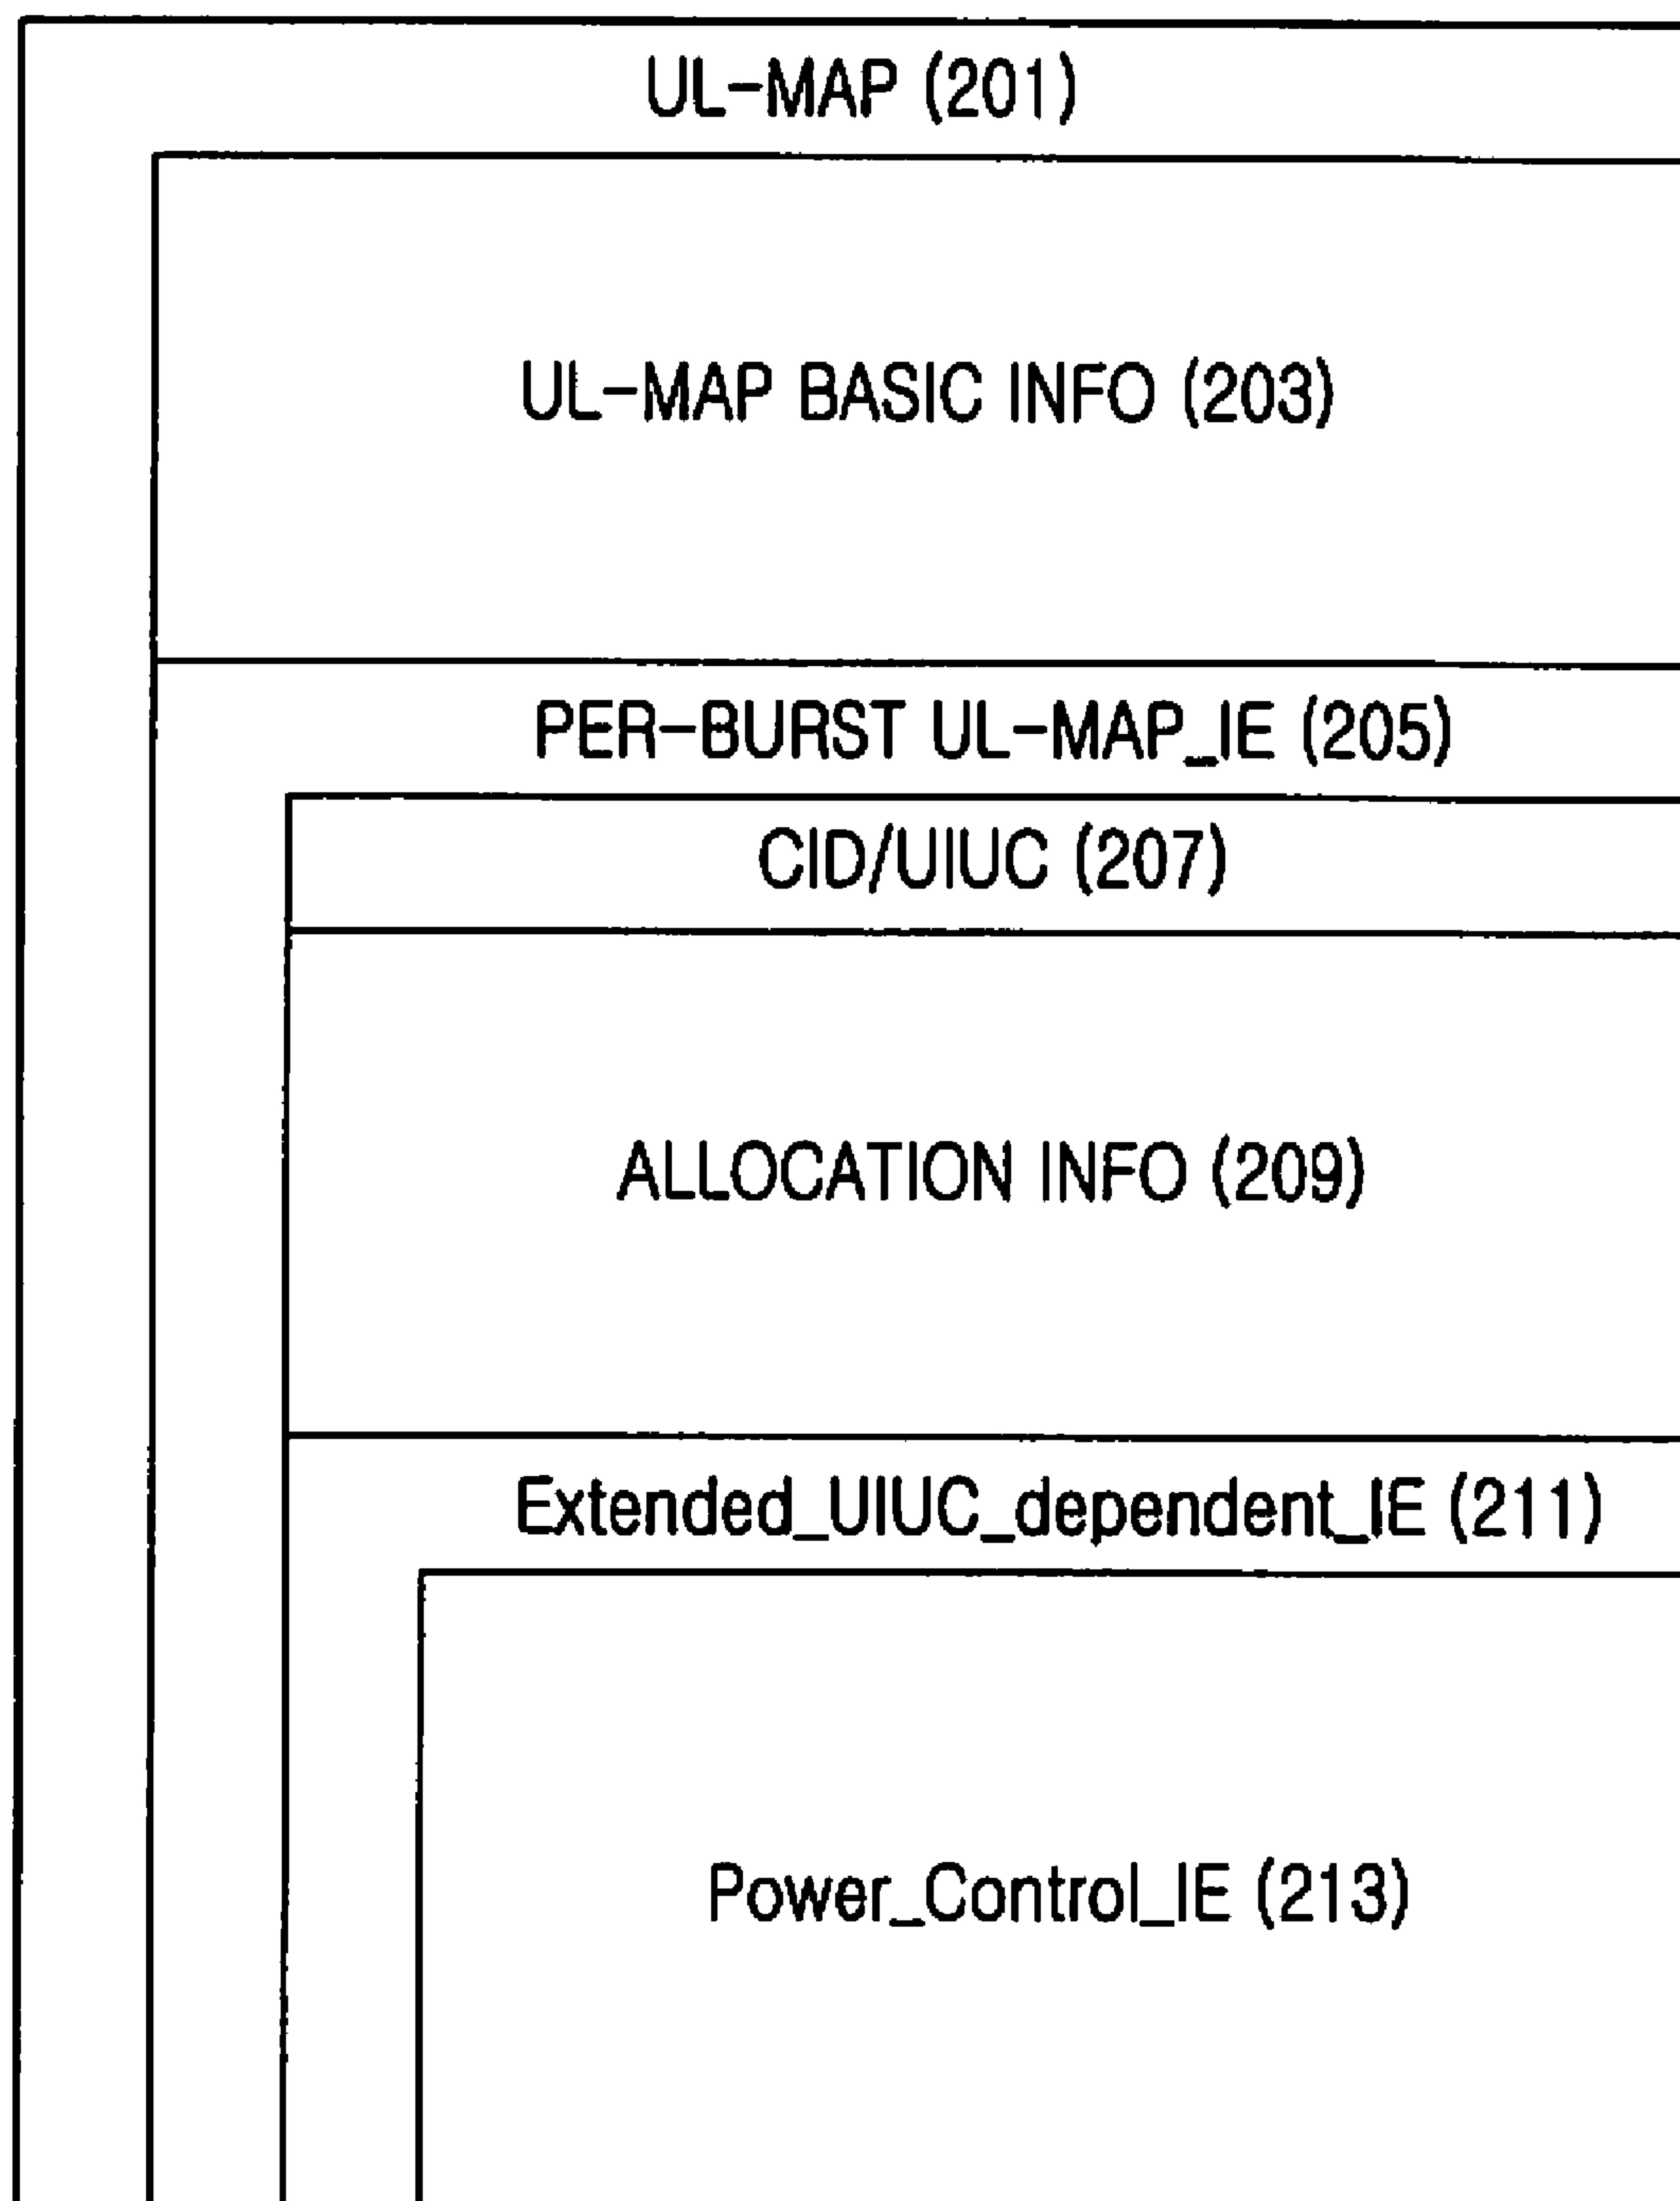 UL-MAP (201)
UL-MAP BASIC INFO (203)
PER-BURST UL-MAP_IE (205)
CID/UIUC (207)
ALLOCATION INFO (209)
Extended_UIUC_dependent_IE (211)
Power_Control_IE (213)